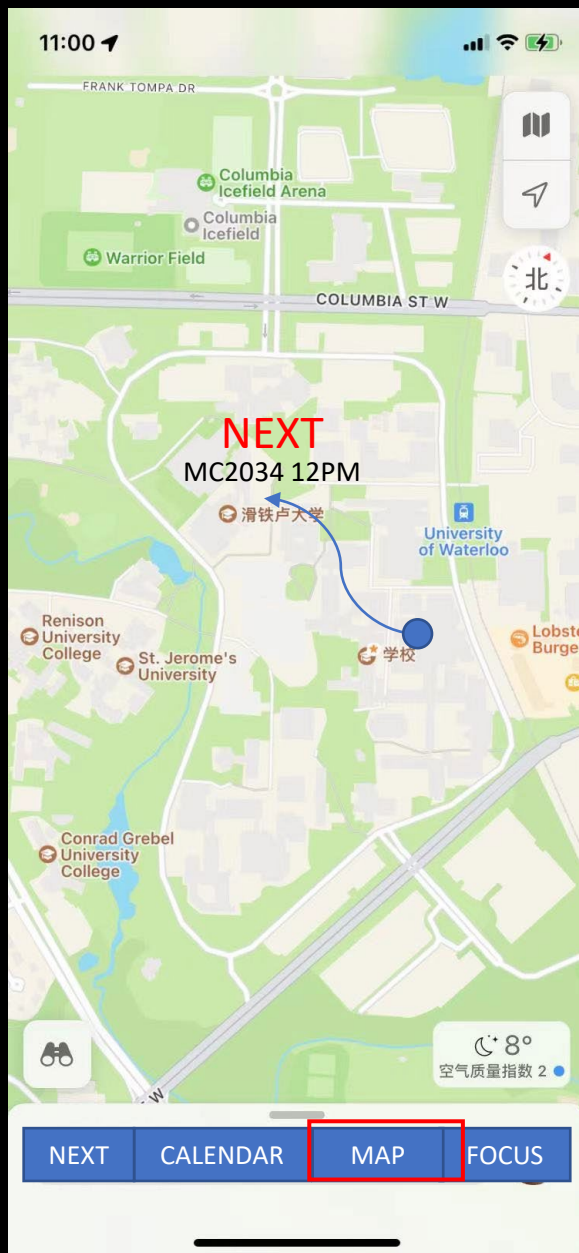 11:00
FRANK TOMPA DR
Columbia
Icefield Arena
Columbia
Icefield
Warrior Field
北
COLUMBIA ST W
NEXT
MC2034 12PM
滑铁卢大学
University
of Waterloo
Renison
University
College
St. Jerome's
University
学校
Lobste
Burge
Conrad Grebel
University
College
8°
空气质量指数 2
W
NEXT
CALENDAR
MAP
FOCUS